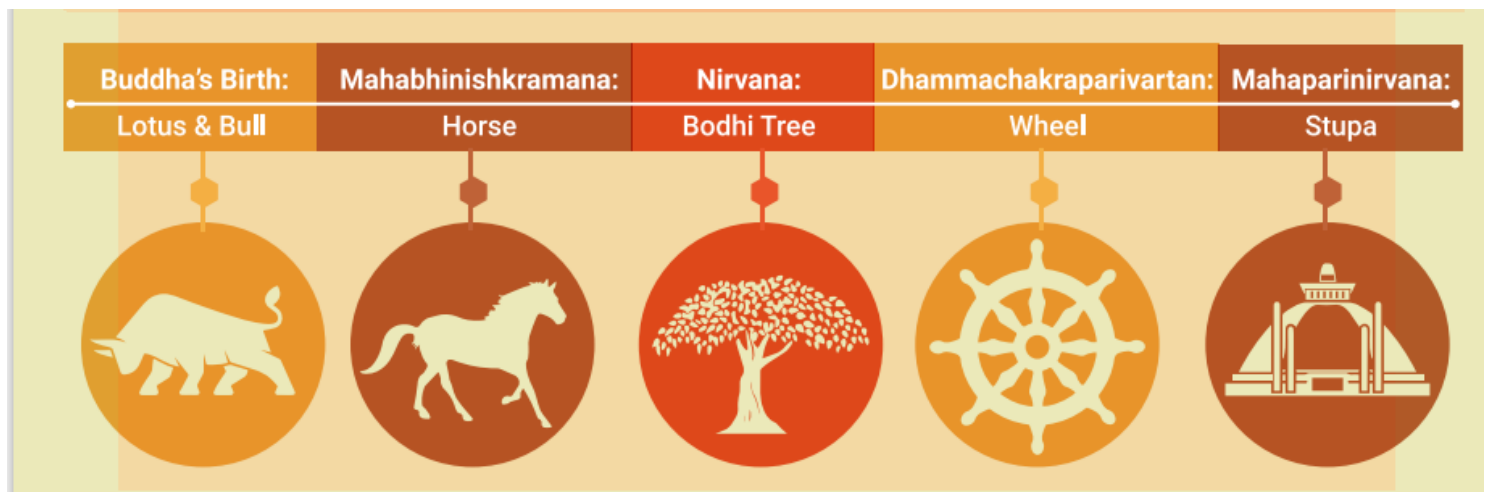 Buddha's Birth:
Lotus & Bull
Mahabhinishkramana:
Horse
Nirvana:
Bodhi Tree
Dhammachakraparivartan:
Wheel
Mahaparinirvana:
Stupa